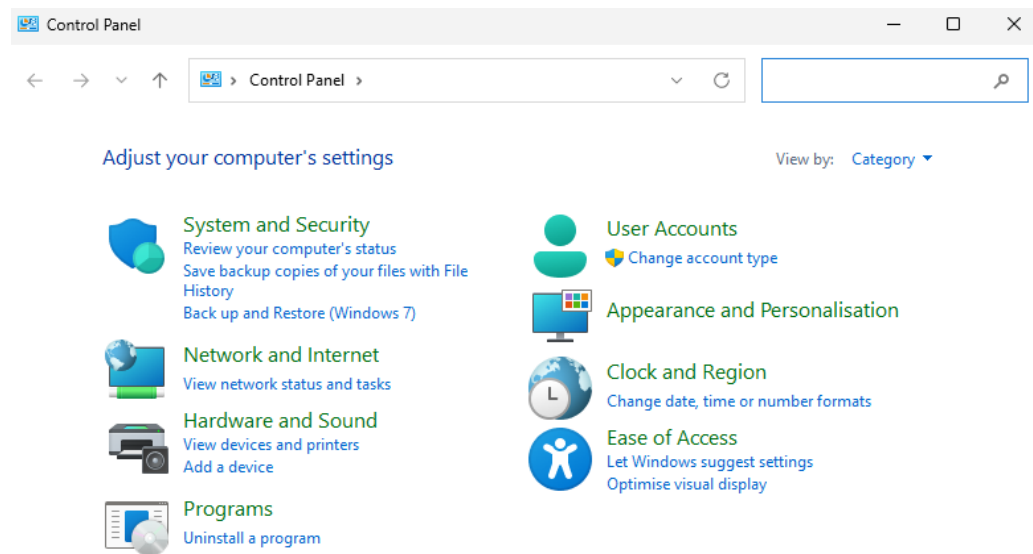 Control Panel
Control Panel
Adjust your computer's settings
View by: Category
System and Security
Review your computer's status
Save backup copies of your files with File
History
Back up and Restore (Windows 7)
Network and Internet
View network status and tasks
Hardware and Sound
View devices and printers
Add a device
Programs
Uninstall a program
User Accounts
Change account type
Appearance and Personalisation
Clock and Region
Change date, time or number formats
Ease of Access
Let Windows suggest settings
Optimise visual display